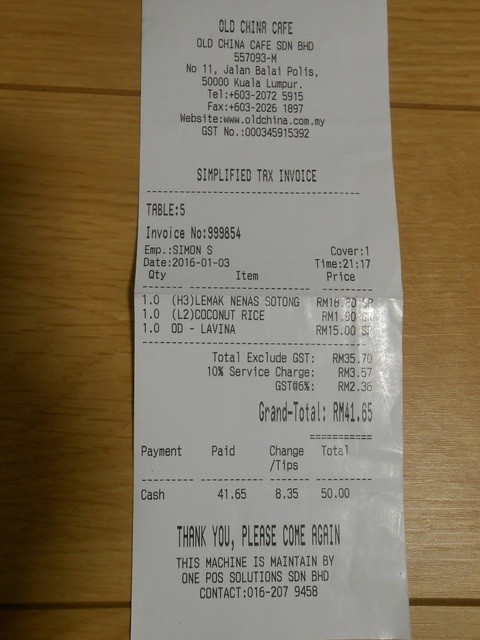 OLD CHINA CAFE
OLD CHINA CAFE SDN BHD
557093-M
No 11, Jalan Balai Polis,
50000 Kuala Lumpur.
Tel:+603-2072 5915
Fax:+603-2026 1897
Website:www.oldchina.com.my
GST No.:000345915392
SIMPLIFIED TAX INVOICE
TABLE:5
Invoice No:999854
Emp.:SIMON S Cover:1
Date:2016-01-03 Time:21:17
Qty Item Price
1.0 (H3)LEMAK NENAS SOTONG RM18.80 SR
1.0 (L2)COCONUT RICE RM1.90 SR
1.0 OD - LAVINA RM15.00 SR
Total Exclude GST: RM35.70
10% Service Charge: RM3.57
GST@6%: RM2.36
Grand-Total: RM41.65
==========
Payment Paid Change Total
/Tips
Cash 41.65 8.35 50.00
THANK YOU, PLEASE COME AGAIN
THIS MACHINE IS MAINTAIN BY
ONE POS SOLUTIONS SDN BHD
CONTACT:016-207 9458